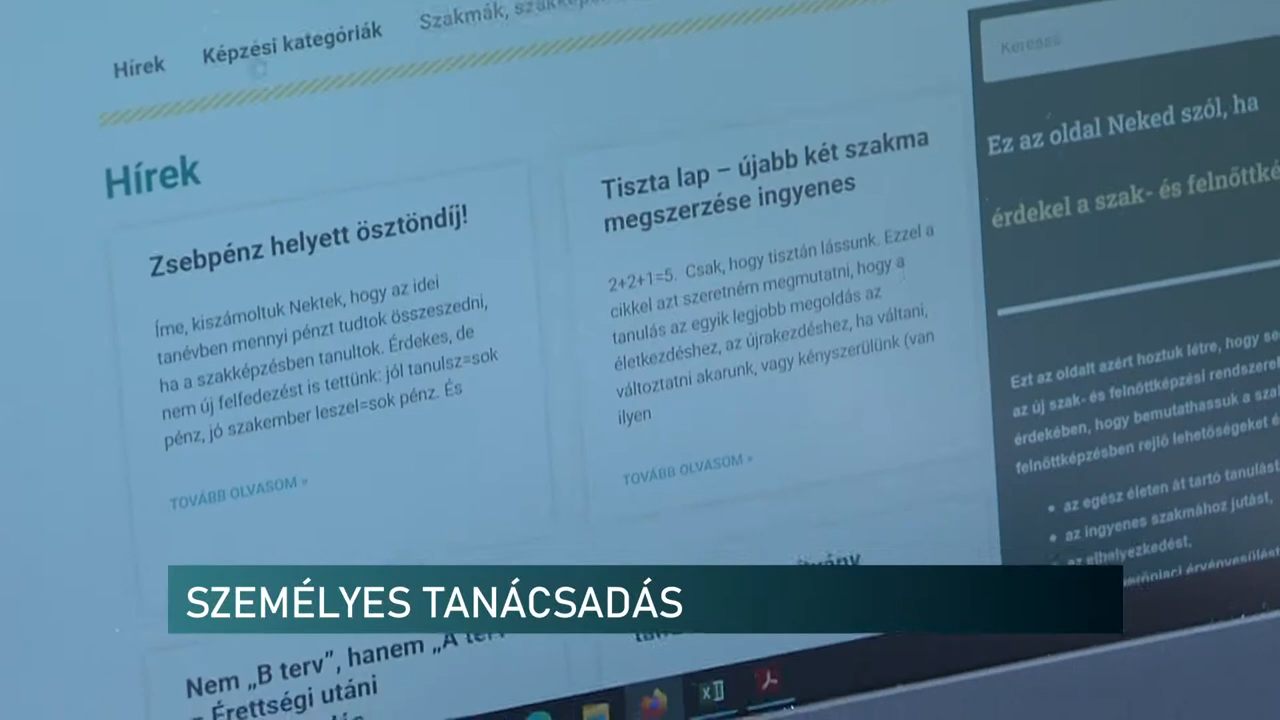 Hírek
Képzési kategóriák
Szakmák,
Hírek
Zsebpénz helyett ösztöndíj!
Íme, kiszámoltuk Nektek, hogy az idei
tanévben mennyi pénzt tudtok összeszedni,
ha a szakképzésben tanultok. Érdekes, de
nem új felfedezést is tettünk: jól tanulsz=sok
pénz, jó szakember leszel=sok pénz. És
TOVÁBB OLVASOM »
Tiszta lap – újabb két szakma
megszerzése ingyenes
2+2+1=5. Csak, hogy tisztán lássunk. Ezzel a
cikkel azt szeretném megmutatni, hogy a
tanulás az egyik legjobb megoldás az
életkezdéshez, az újrakezdéshez, ha váltani,
változtatni akarunk, vagy kényszerülünk (van
ilyen
TOVÁBB OLVASOM »
Ez az oldal Neked szól, ha
érdekel a szak- és
Ezt az oldalt azért hoztuk létre, hogy
az új szak- és felnőttképzési
érdekében, hogy bemutathassuk a
felnőttképzésben rejlő lehetőségeket
• az egész életen át tartó
• az ingyenes szakmához jutást,
az elhelyezkedést,
érvényesülést
SZEMÉLYES TANÁCSADÁS
Nem „B terv”, hanem „A terv
Érettségi utáni